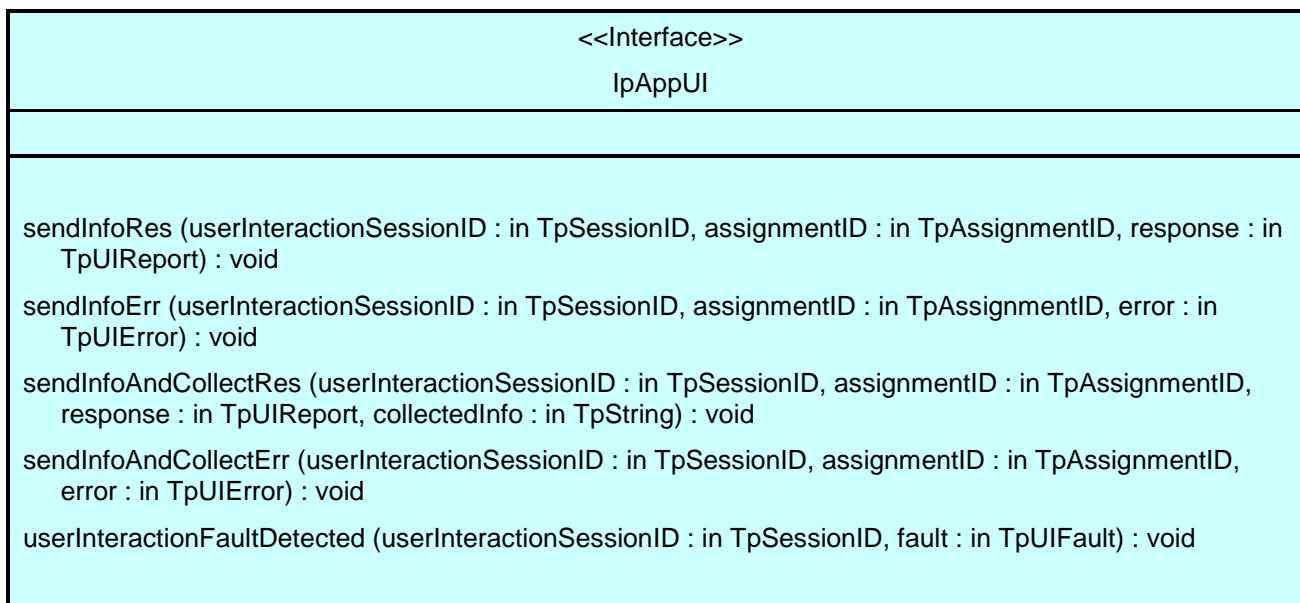 <<Interface>>
IpAppUI
sendInfoRes (userInteractionSessionID : in TpSessionID, assignmentID : in TpAssignmentID, response : in
TpUIReport) : void
sendInfoErr (userInteractionSessionID : in TpSessionID, assignmentID : in TpAssignmentID, error : in
TpUIError) : void
sendInfoAndCollectRes (userInteractionSessionID : in TpSessionID, assignmentID : in TpAssignmentID,
response : in TpUIReport, collectedInfo : in TpString) : void
sendInfoAndCollectErr (userInteractionSessionID : in TpSessionID, assignmentID : in TpAssignmentID,
error : in TpUIError) : void
userInteractionFaultDetected (userInteractionSessionID : in TpSessionID, fault : in TpUIFault) : void